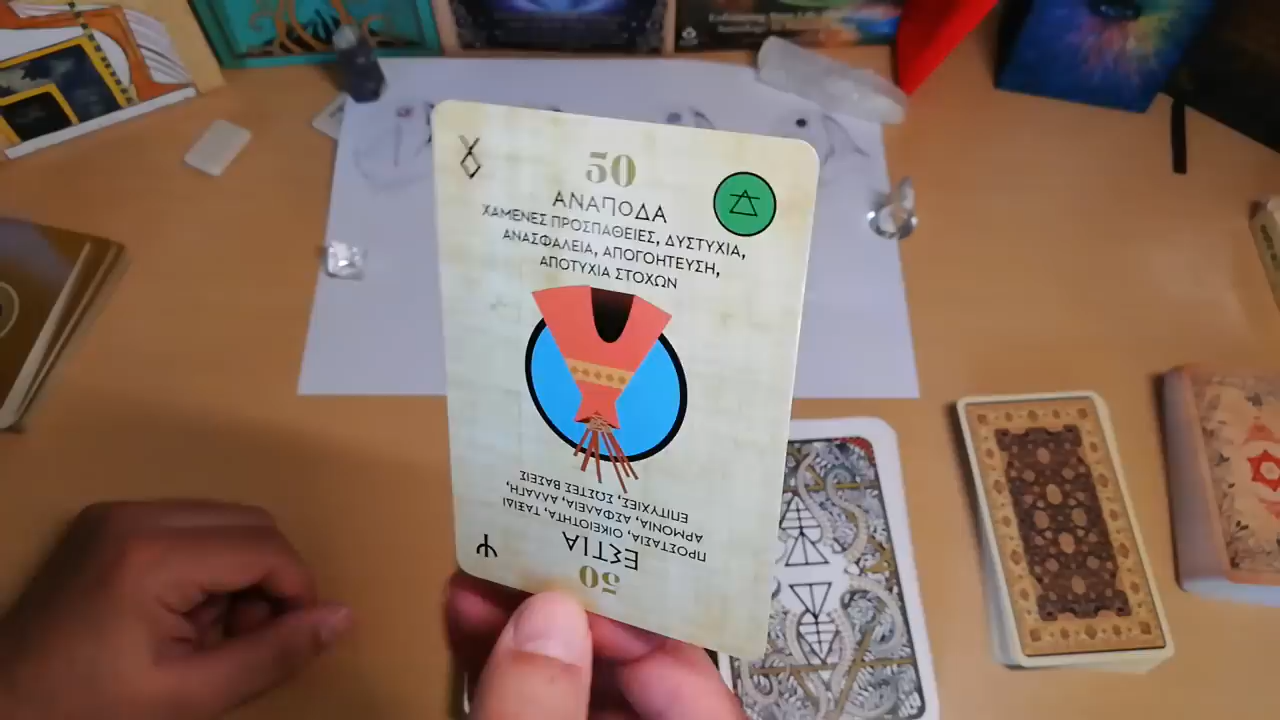 50
ΑΝΑΠΟΔΑ
ΧΑΜΕΝΕΣ ΠΡΟΣΠΑΘΕΙΕΣ, ΔΥΣΤΥΧΙΑ,
ΑΝΑΣΦΑΛΕΙΑ, ΑΠΟΓΟΗΤΕΥΣΗ,
ΑΠΟΤΥΧΙΑ ΣΤΟΧΩΝ
50
ΕΣΤΙΑ
ΠΡΟΣΤΑΣΙΑ, ΟΙΚΕΙΟΤΗΤΑ, ΤΑΞΙΔΙ
ΑΡΜΟΝΙΑ, ΑΣΦΑΛΕΙΑ, ΑΛΛΑΓΗ,
ΕΠΙΤΥΧΙΕΣ, ΣΩΣΤΕΣ ΒΑΣΕΙΣ